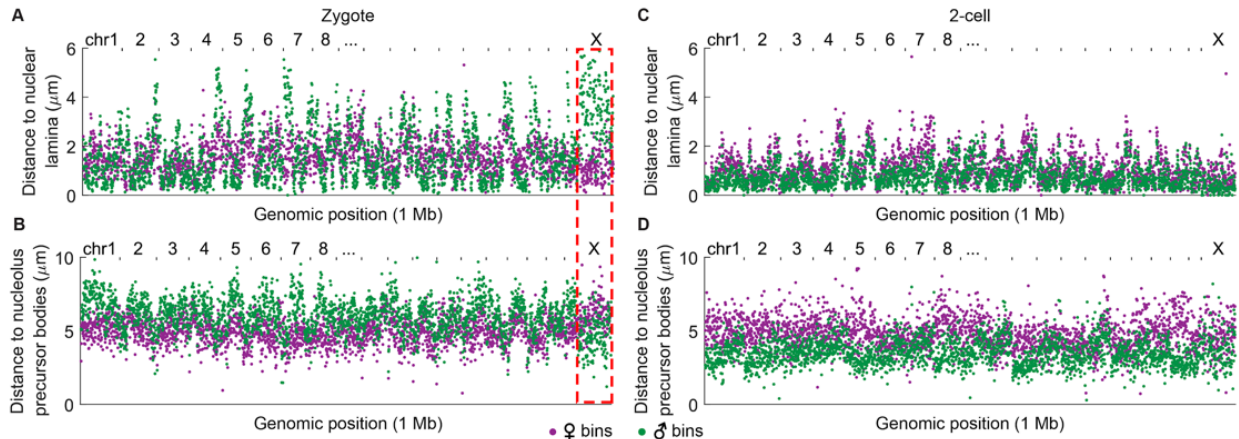 A
Zygote
chr1 2 3 4 5 6 7 8 ... X
Distance to nuclear
lamina (μm)
6
4
2
0
Genomic position (1 Mb)
B
chr1 2 3 4 5 6 7 8 ... X
Distance to nucleolus
precursor bodies (μm)
10
5
0
Genomic position (1 Mb)
C
2-cell
chr1 2 3 4 5 6 7 8 ... X
Distance to nuclear
lamina (μm)
6
4
2
0
Genomic position (1 Mb)
D
chr1 2 3 4 5 6 7 8 ... X
Distance to nucleolus
precursor bodies (μm)
10
5
0
Genomic position (1 Mb)
♀ bins ♂ bins